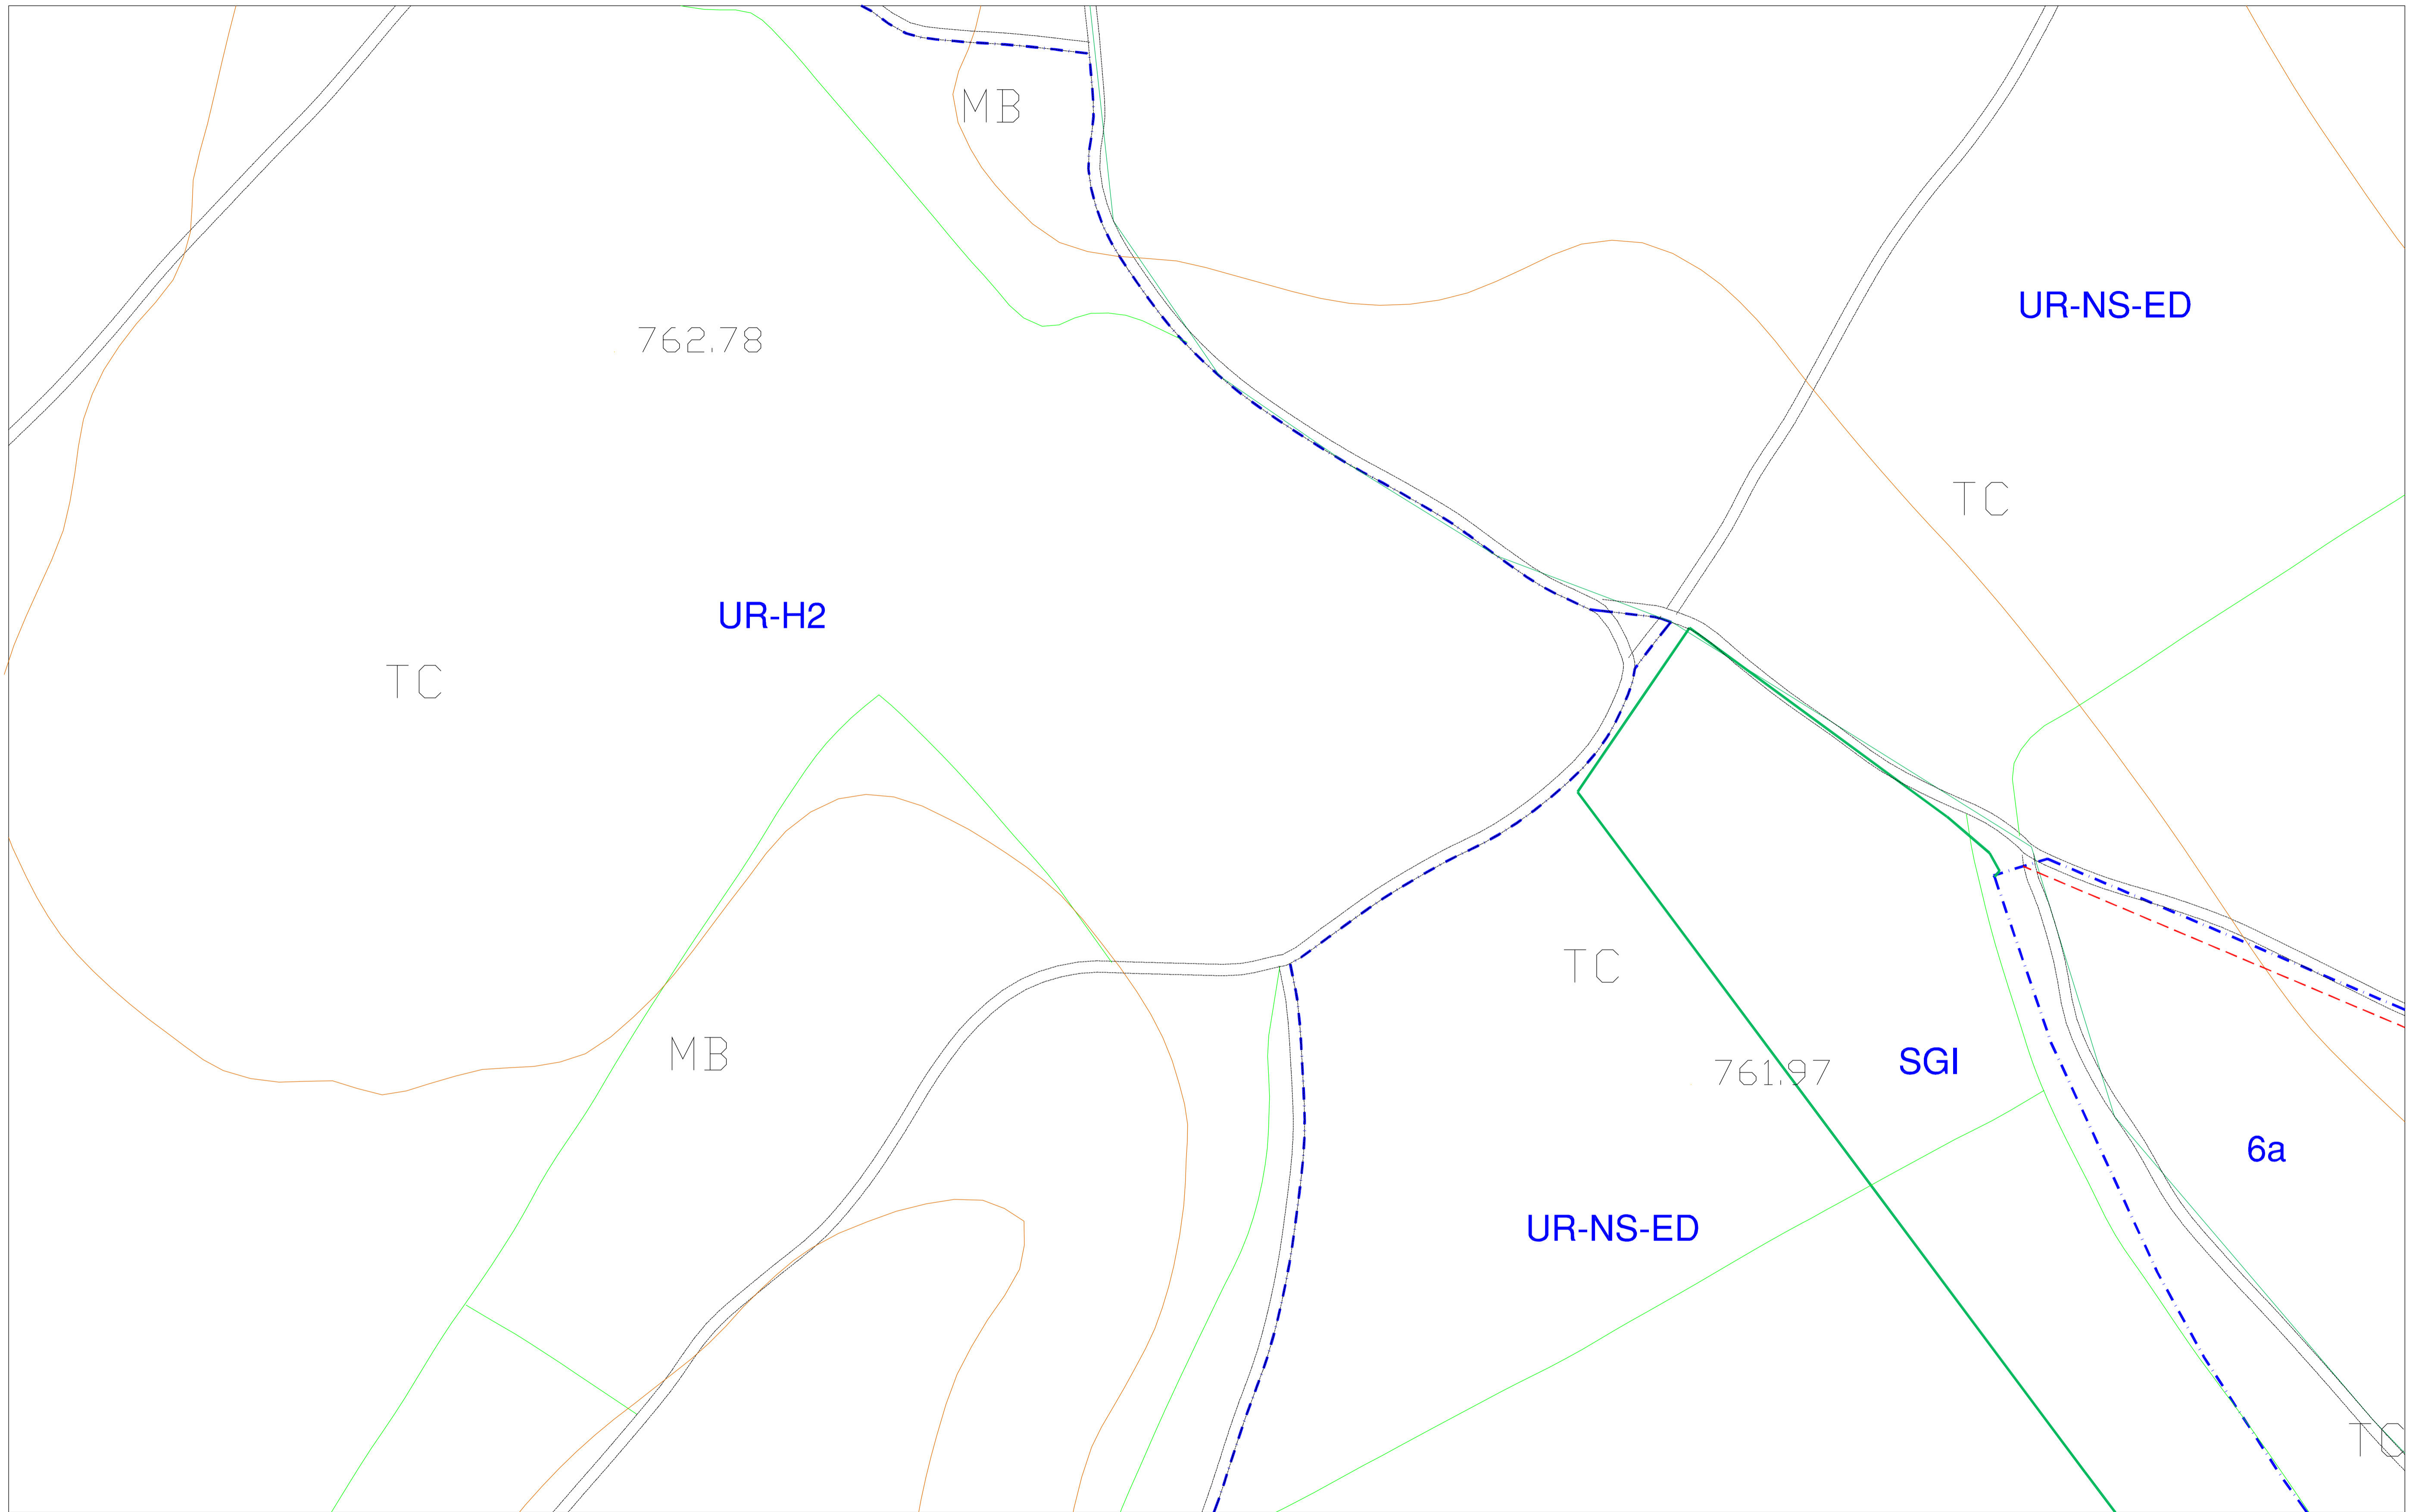 MB
UR-NS-ED
762.78
TC
UR-H2
TC
TC
MB
761.97
SGI
6a
UR-NS-ED
TC